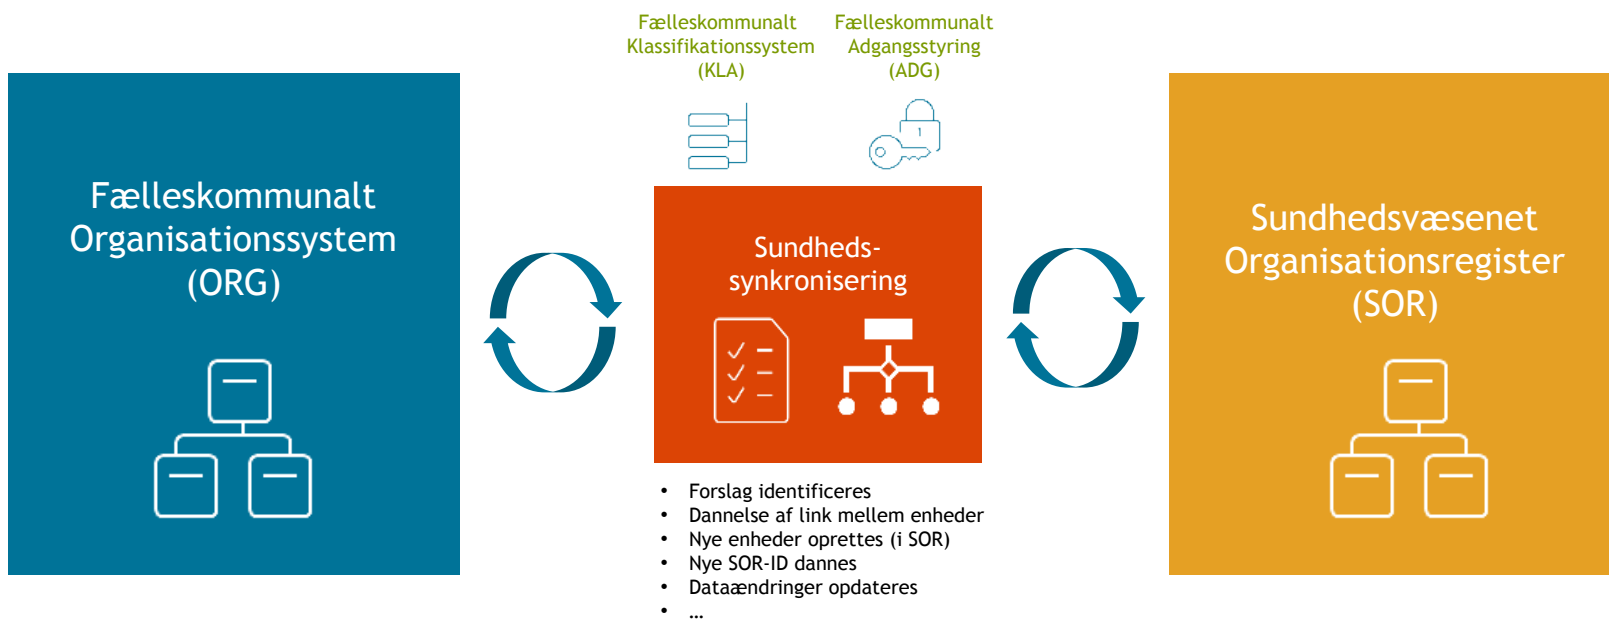 Fælleskommunalt
Klassifikationssystem
(KLA)
Fælleskommunalt
Adgangsstyring
(ADG)
1
Fælleskommunalt
Organisationssystem
(ORG)
Sundheds-
synkronisering
Sundhedsvæsenet
Organisationsregister
(SOR)
• Forslag identificeres
• Dannelse af link mellem enheder
• Nye enheder oprettes (i SOR)
• Nye SOR-ID dannes
• Dataændringer opdateres
• …